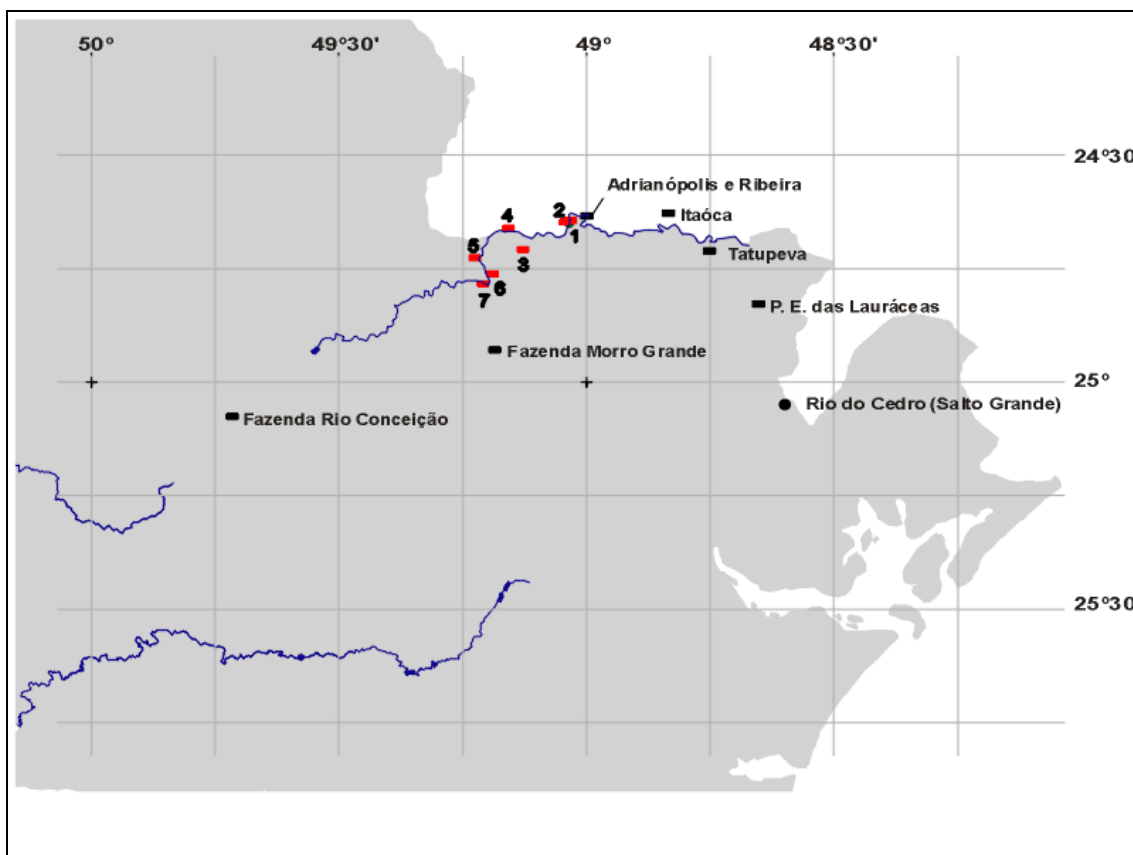 50°
49°30'
49°
48°30'
24°30
Adrianópolis e Ribeira
2
4
1
Itaóca
5
3
Tatupeva
6
7
P. E. das Lauráceas
Fazenda Morro Grande
25°
Rio do Cedro (Salto Grande)
Fazenda Rio Conceição
25°30